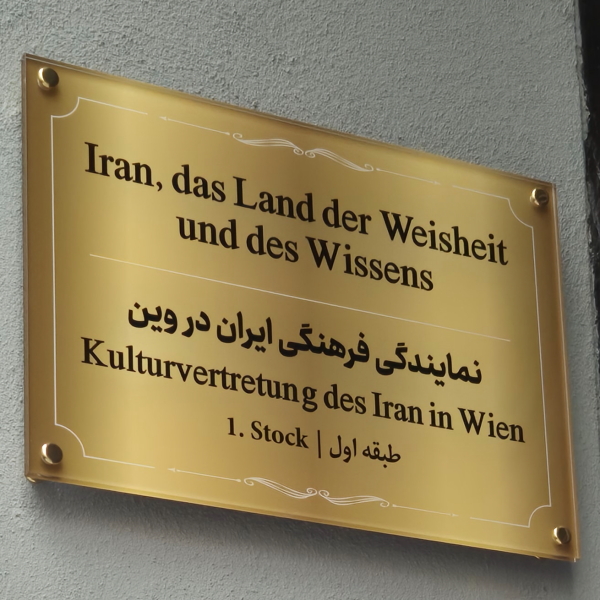 Iran, das Land der Weisheit
und des Wissens
نمایندگی فرهنگی ایران در وین
Kulturvertretung des Iran in Wien
1. Stock | طبقه اول